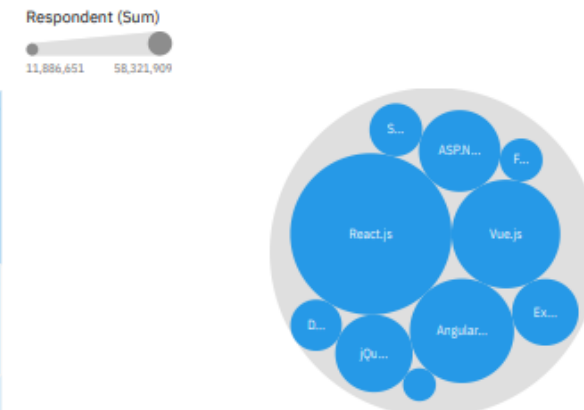 Respondent (Sum)
11,886,651 58,321,909
S...
ASP.N...
F...
React.js
Vue.js
Ex...
D...
Angular...
jQu...